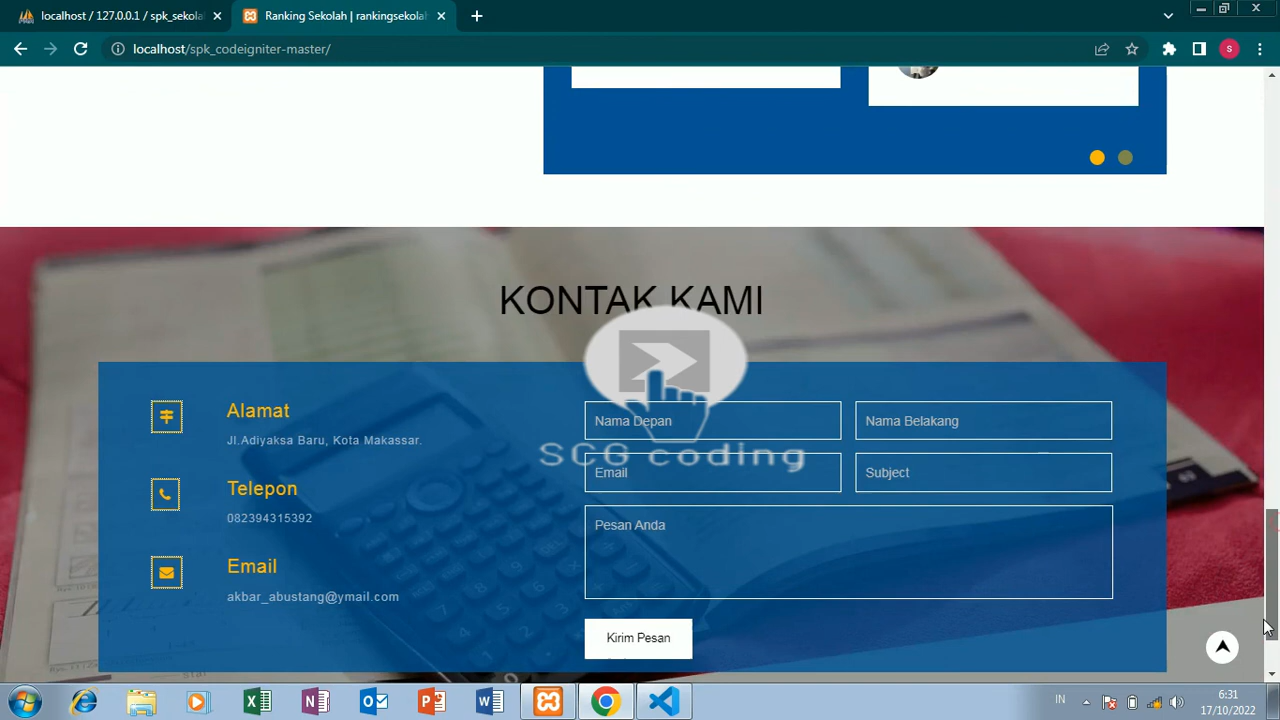 localhost / 127.0.0.1 / spk_sekola
Ranking Sekolah | rankingsekolah
localhost/spk_codeigniter-master/
S
KONTAK KAMI
Alamat
Jl.Adiyaksa Baru, Kota Makassar.
Telepon
082394315392
Email
akbar_abustang@ymail.com
Nama Depan
Nama Belakang
Email
Subject
Pesan Anda
Kirim Pesan
SCG coding
IN
6:31
17/10/2022